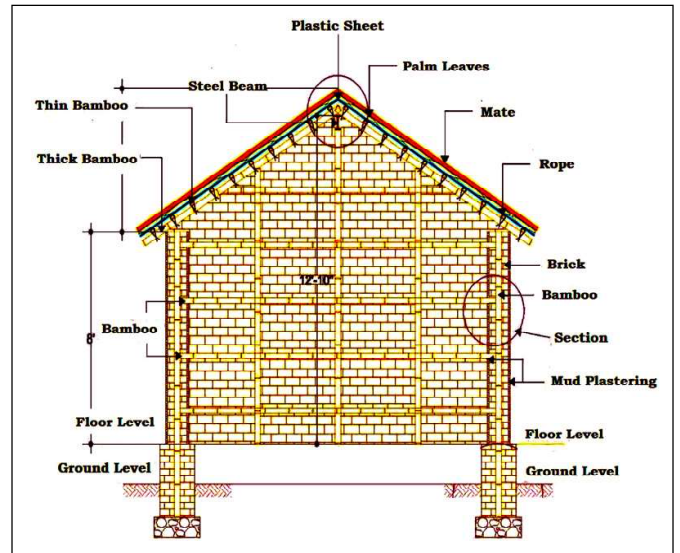 Plastic Sheet
Steel Beam
Palm Leaves
Thin Bamboo
Mate
Thick Bamboo
Rope
Brick
12'-10"
Bamboo
Bamboo
Section
Mud Plastering
Floor Level
Floor Level
Ground Level
Ground Level